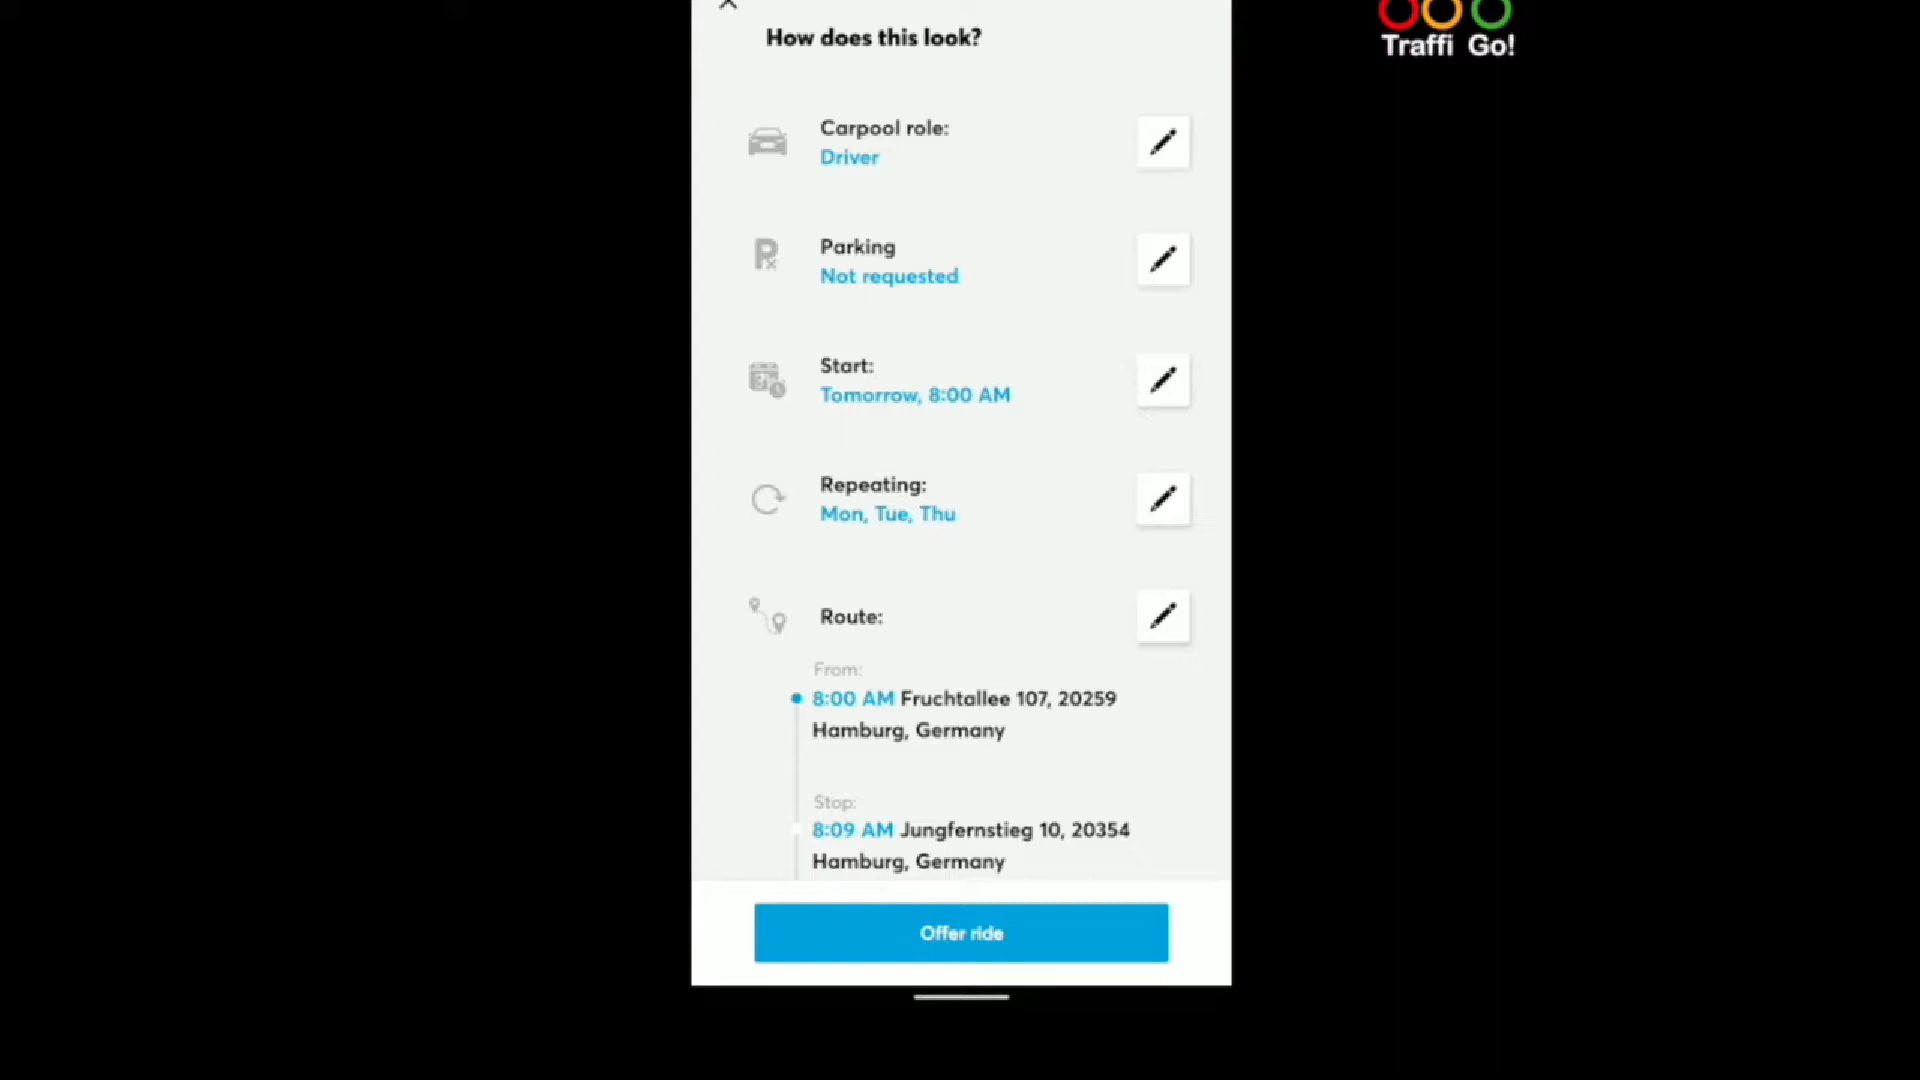 How does this look?
Traffi Go!
Carpool role:
Driver
Parking
Not requested
Start:
Tomorrow, 8:00 AM
Repeating:
Mon, Tue, Thu
Route:
From:
8:00 AM Fruchtallee 107, 20259
Hamburg, Germany
Stop:
8:09 AM Jungfernstieg 10, 20354
Hamburg, Germany
Offer ride